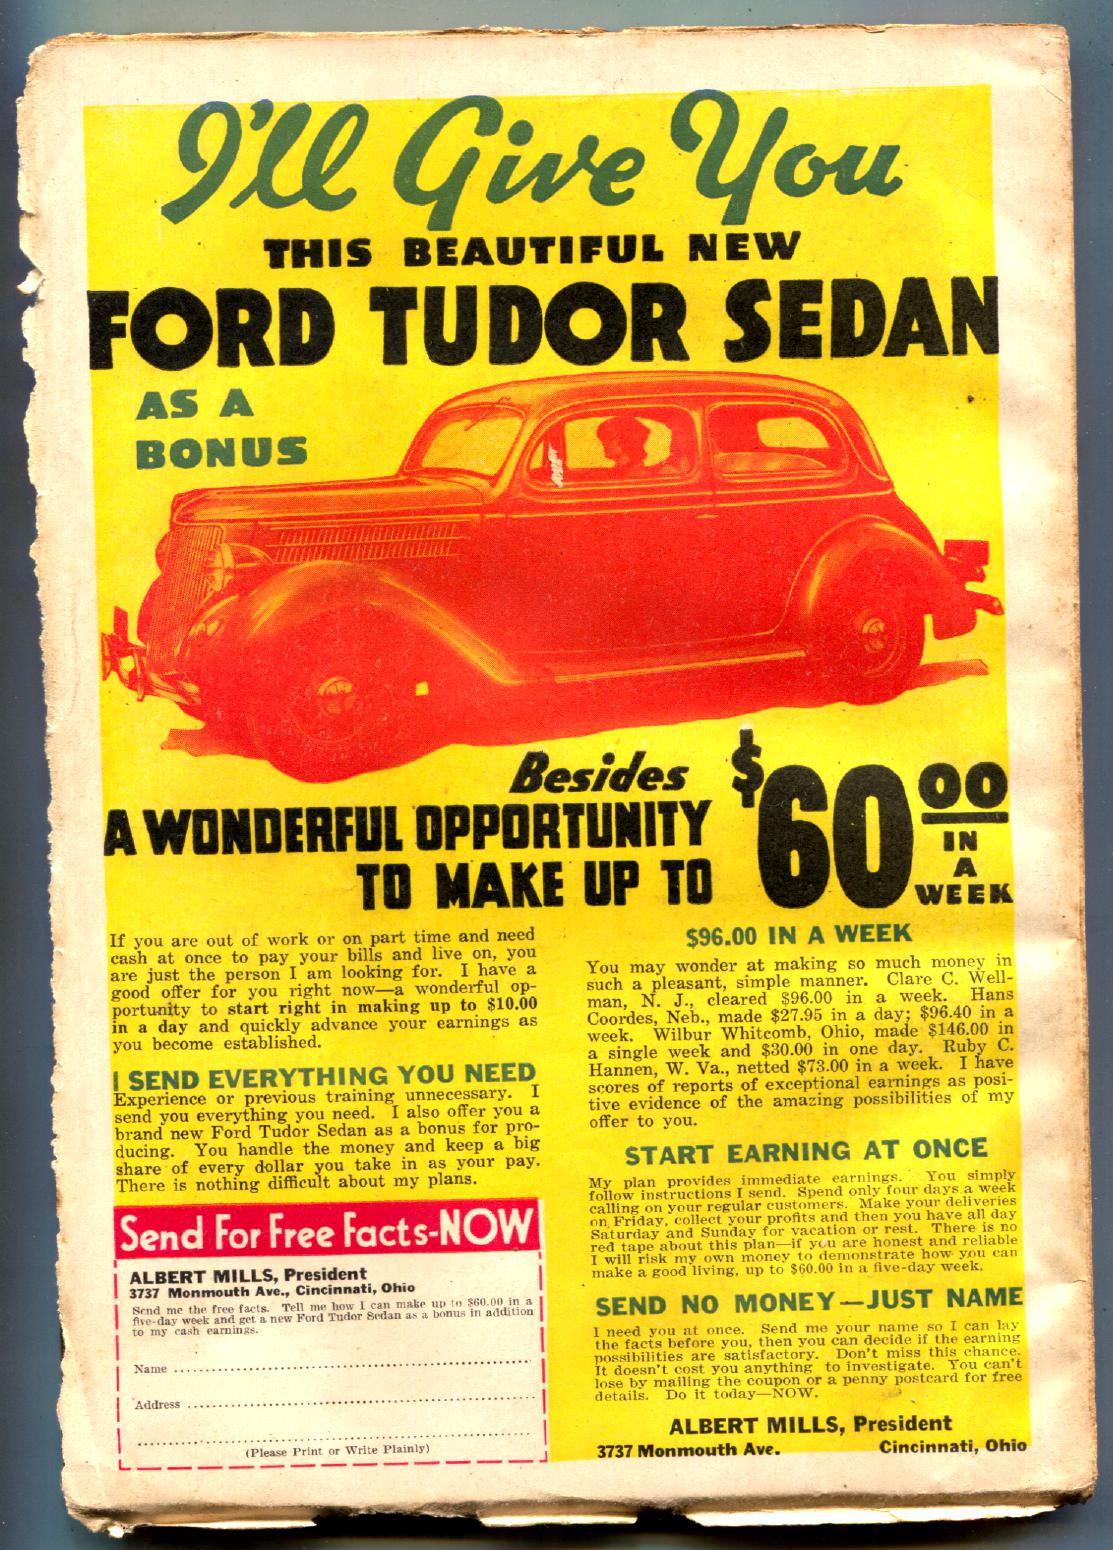 I'll Give You
THIS BEAUTIFUL NEW
FORD TUDOR SEDAN
AS A
BONUS
Besides
A WONDERFUL OPPORTUNITY
TO MAKE UP TO
$60.00
IN
A
WEEK
If you are out of work or on part time and need
cash at once to pay your bills and live on, you
are just the person I am looking for. I have a
good offer for you right now—a wonderful op-
portunity to start right in making up to $10.00
in a day and quickly advance your earnings as
you become established.
I SEND EVERYTHING YOU NEED
Experience or previous training unnecessary. I
send you everything you need. I also offer you a
brand new Ford Tudor Sedan as a bonus for pro-
ducing. You handle the money and keep a big
share of every dollar you take in as your pay.
There is nothing difficult about my plans.
Send For Free Facts-NOW
ALBERT MILLS, President
3737 Monmouth Ave., Cincinnati, Ohio
Send me the free facts. Tell me how I can make up to $60.00 in a
five-day week and get a new Ford Tudor Sedan as a bonus in addition
to my cash earnings.
Name
Address
(Please Print or Write Plainly)
$96.00 IN A WEEK
You may wonder at making so much money in
such a pleasant, simple manner. Clare C. Well-
man, N. J., cleared $96.00 in a week. Hans
Coordes, Neb., made $27.95 in a day; $96.40 in a
week. Wilbur Whitcomb, Ohio, made $146.00 in
a single week and $30.00 in one day. Ruby C.
Hannen, W. Va., netted $73.00 in a week. I have
scores of reports of exceptional earnings as posi-
tive evidence of the amazing possibilities of my
offer to you.
START EARNING AT ONCE
My plan provides immediate earnings. You simply
follow instructions I send. Spend only four days a week
calling on your regular customers. Make your deliveries
on Friday, collect your profits and then you have all day
Saturday and Sunday for vacation or rest. There is no
red tape about this plan—if you are honest and reliable
I will risk my own money to demonstrate how you can
make a good living, up to $60.00 in a five-day week.
SEND NO MONEY—JUST NAME
I need you at once. Send me your name so I can lay
the facts before you, then you can decide if the earning
possibilities are satisfactory. Don't miss this chance.
It doesn't cost you anything to investigate. You can't
lose by mailing the coupon or a penny postcard for free
details. Do it today—NOW.
ALBERT MILLS, President
3737 Monmouth Ave. Cincinnati, Ohio